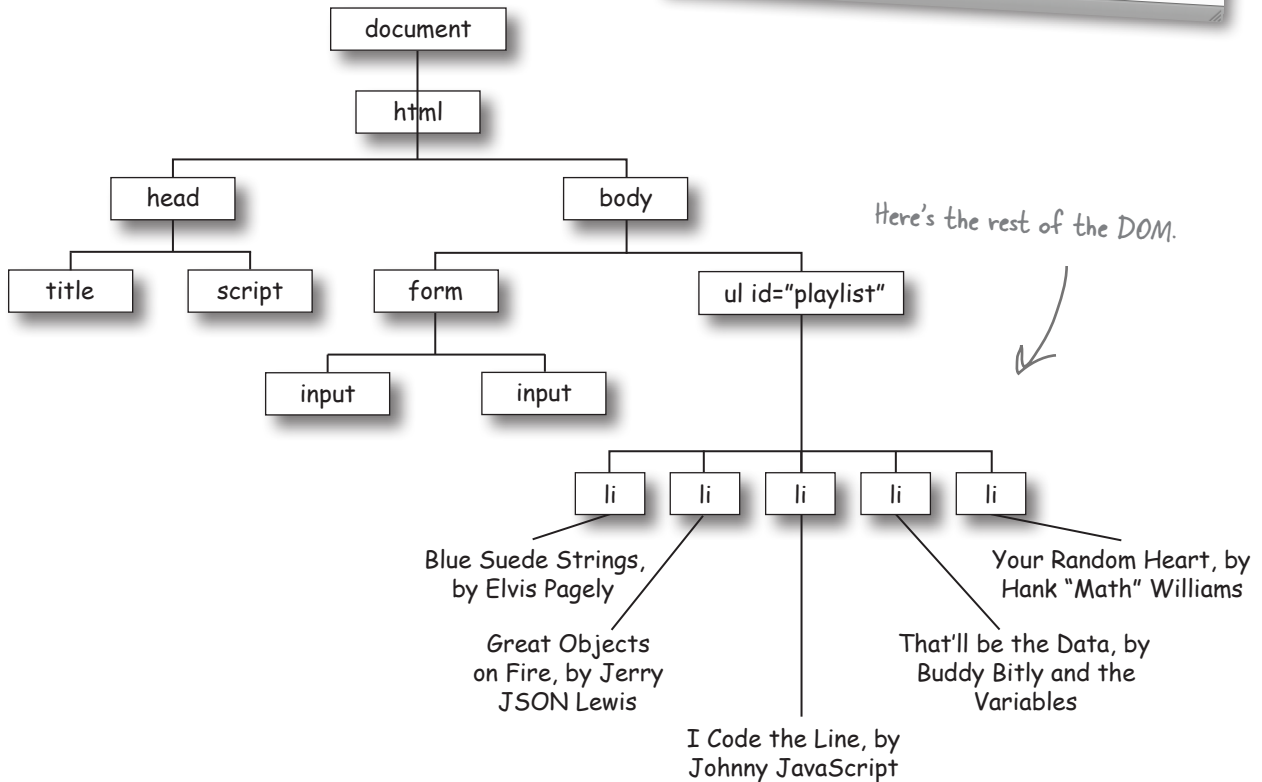 document
html
head
body
Here's the rest of the DOM.
title
script
form
ul id=”playlist”
input
input
li
li
li
li
li
Blue Suede Strings,
by Elvis Pagely
Your Random Heart, by
Hank “Math” Williams
Great Objects
on Fire, by Jerry
JSON Lewis
That'll be the Data, by
Buddy Bitly and the
Variables
I Code the Line, by
Johnny JavaScript